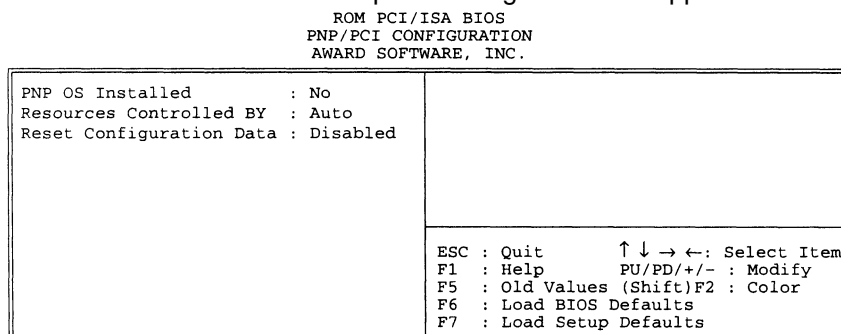 ROM PCI/ISA BIOS
PNP/PCI CONFIGURATION
AWARD SOFTWARE, INC.
PNP OS Installed : No
Resources Controlled BY : Auto
Reset Configuration Data : Disabled
ESC : Quit ↑ ↓ → ←: Select Item
F1 : Help PU/PD/+/- : Modify
F5 : Old Values (Shift)F2 : Color
F6 : Load BIOS Defaults
F7 : Load Setup Defaults